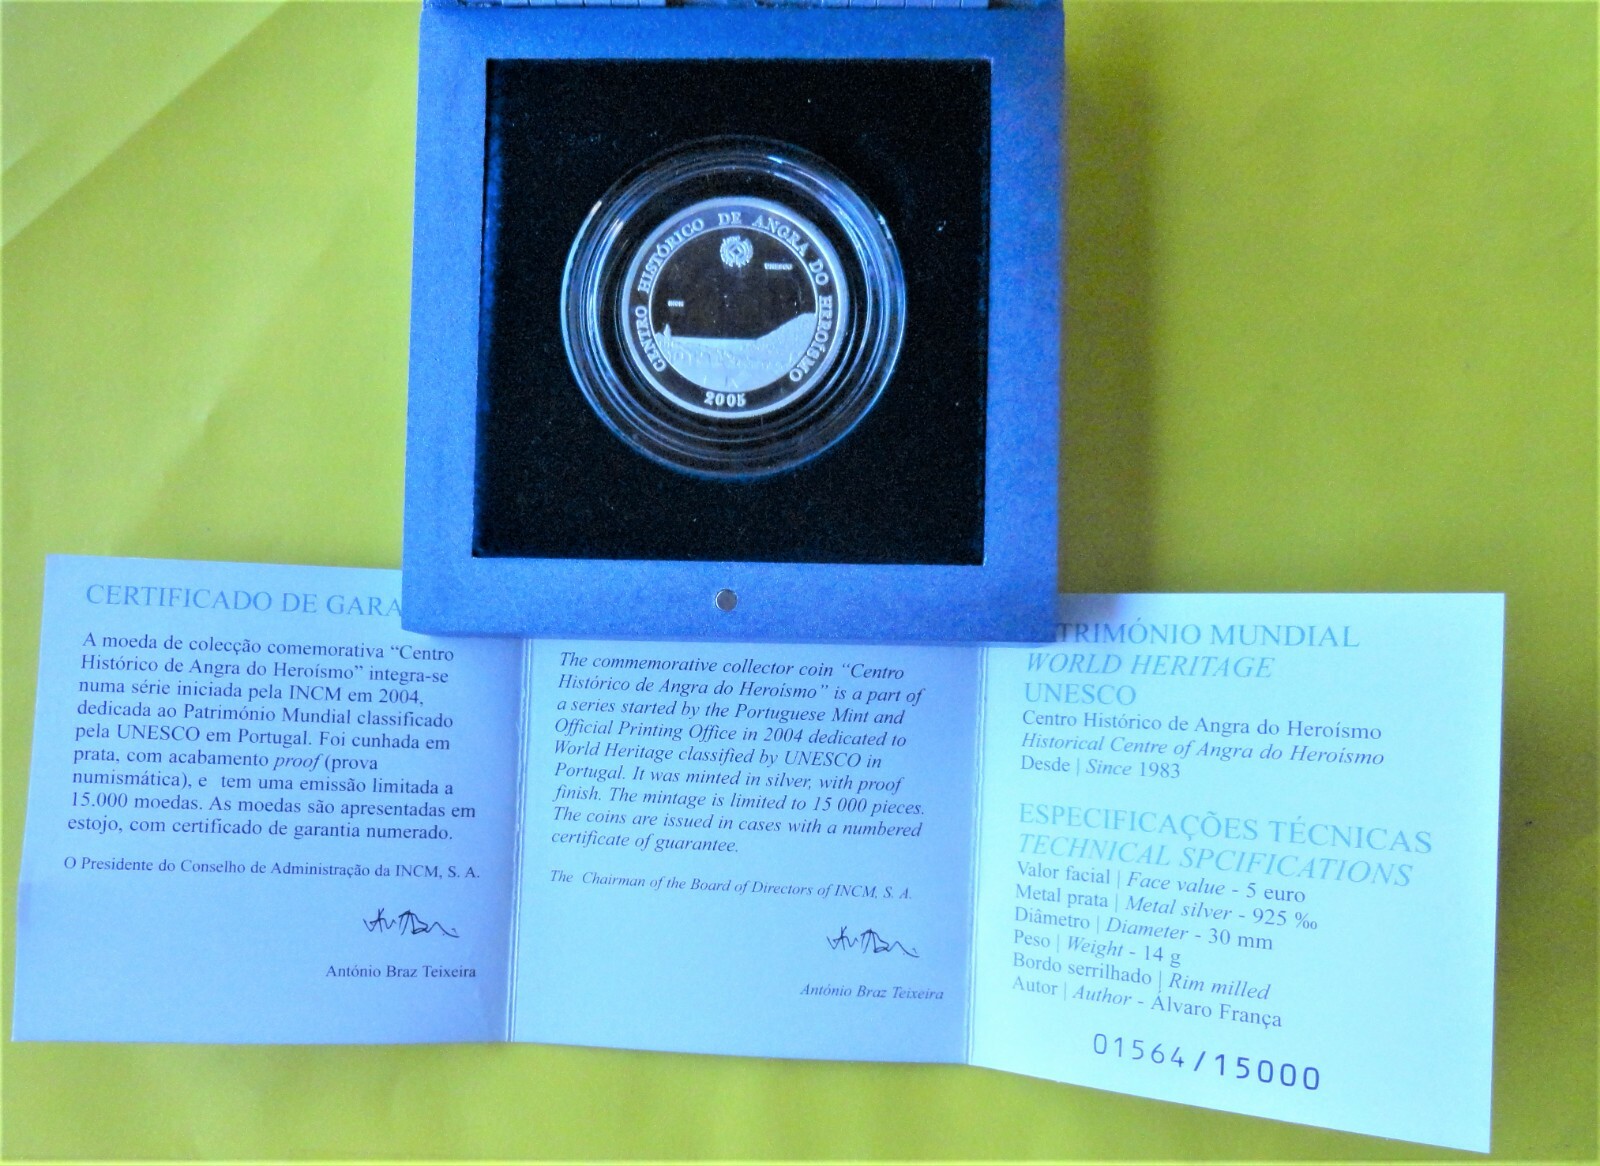 CENTRO HISTÓRICO DE ANGRA DO HEROÍSMO
UNESCO
2005
CERTIFICADO DE GARA
A moeda de colecção comemorativa “Centro
Histórico de Angra do Heroísmo” integra-se
numa série iniciada pela INCM em 2004,
dedicada ao Património Mundial classificado
pela UNESCO em Portugal. Foi cunhada em
prata, com acabamento proof (prova
numismática), e tem uma emissão limitada a
15.000 moedas. As moedas são apresentadas em
estojo, com certificado de garantia numerado.
O Presidente do Conselho de Administração da INCM, S. A.
António Braz Teixeira
The commemorative collector coin “Centro
Histórico de Angra do Heroísmo” is a part of
a series started by the Portuguese Mint and
Official Printing Office in 2004 dedicated to
World Heritage classified by UNESCO in
Portugal. It was minted in silver, with proof
finish. The mintage is limited to 15 000 pieces.
The coins are issued in cases with a numbered
certificate of guarantee.
The Chairman of the Board of Directors of INCM, S. A.
António Braz Teixeira
TRIMÓNIO MUNDIAL
WORLD HERITAGE
UNESCO
Centro Histórico de Angra do Heroísmo
Historical Centre of Angra do Heroísmo
Desde | Since 1983
ESPECIFICAÇÕES TÉCNICAS
TECHNICAL SPCIFICATIONS
Valor facial | Face value - 5 euro
Metal prata | Metal silver - 925 ‰
Diâmetro | Diameter - 30 mm
Peso | Weight - 14 g
Bordo serrilhado | Rim milled
Autor | Author - Álvaro França
01564/15000